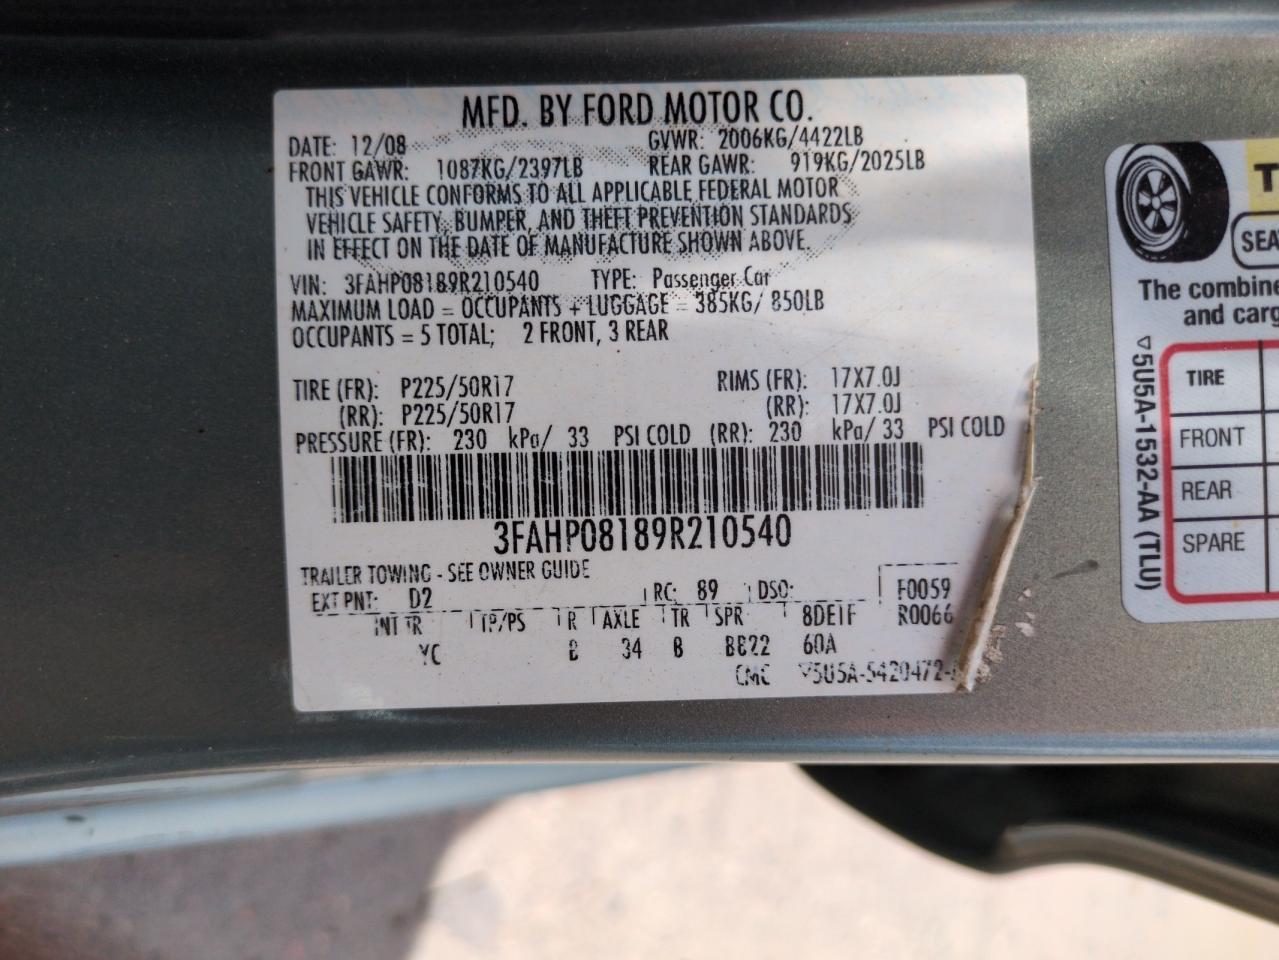 MFD. BY FORD MOTOR CO.
DATE: 12/08 GVWR: 2006KG/4422LB
FRONT GAWR: 1087KG/2397LB REAR GAWR: 919KG/2025LB
THIS VEHICLE CONFORMS TO ALL APPLICABLE FEDERAL MOTOR
VEHICLE SAFETY, BUMPER, AND THEFT PREVENTION STANDARDS
IN EFFECT ON THE DATE OF MANUFACTURE SHOWN ABOVE.
VIN: 3FAHP08189R210540 TYPE: Passenger Car
MAXIMUM LOAD = OCCUPANTS + LUGGAGE = 385KG/ 850LB
OCCUPANTS = 5 TOTAL; 2 FRONT, 3 REAR
TIRE (FR): P225/50R17 RIMS (FR): 17X7.0J
(RR): P225/50R17 (RR): 17X7.0J
PRESSURE (FR): 230 kPa/ 33 PSI COLD (RR): 230 kPa/ 33 PSI COLD
3FAHP08189R210540
TRAILER TOWING - SEE OWNER GUIDE
EXT PNT: D2 RC: 89 DSO: F0059
INT TR TP/PS R AXLE TR SPR 8DE1F R0066
YC B 34 B BB22 60A
CMC ▽5U5A-5420472-
T
SEA
The combine
and carg
TIRE
FRONT
REAR
SPARE
▽5U5A-1532-AA (TLU)